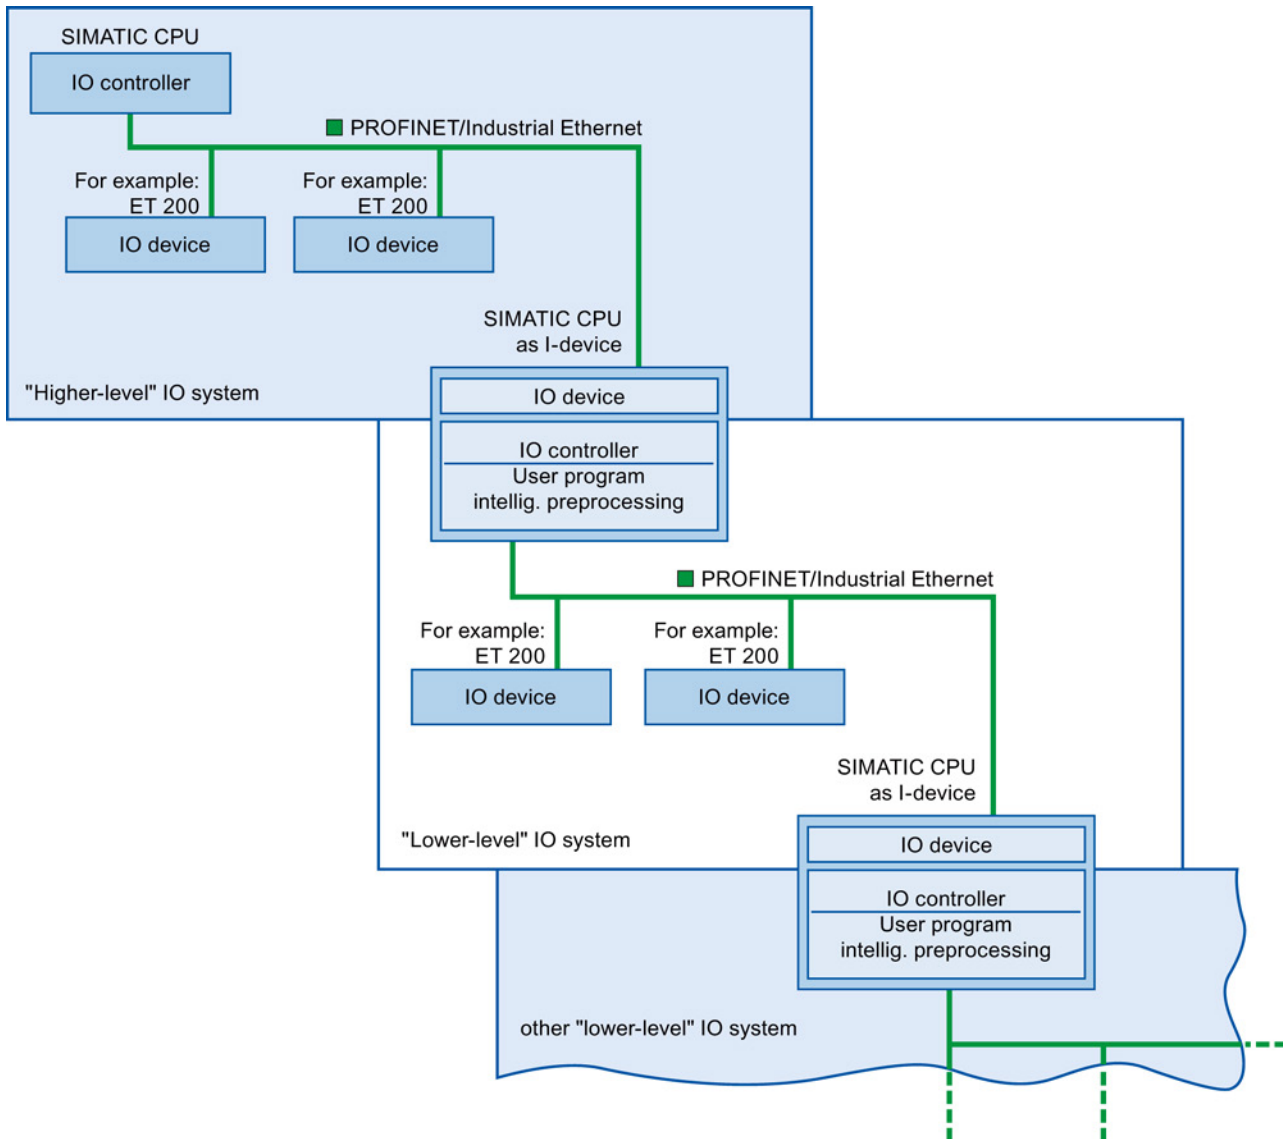 SIMATIC CPU
IO controller
PROFINET/Industrial Ethernet
For example:
ET 200
IO device
For example:
ET 200
IO device
SIMATIC CPU
as I-device
"Higher-level" IO system
IO device
IO controller
User program
intellig. preprocessing
PROFINET/Industrial Ethernet
For example:
ET 200
IO device
For example:
ET 200
IO device
SIMATIC CPU
as I-device
"Lower-level" IO system
IO device
IO controller
User program
intellig. preprocessing
other "lower-level" IO system